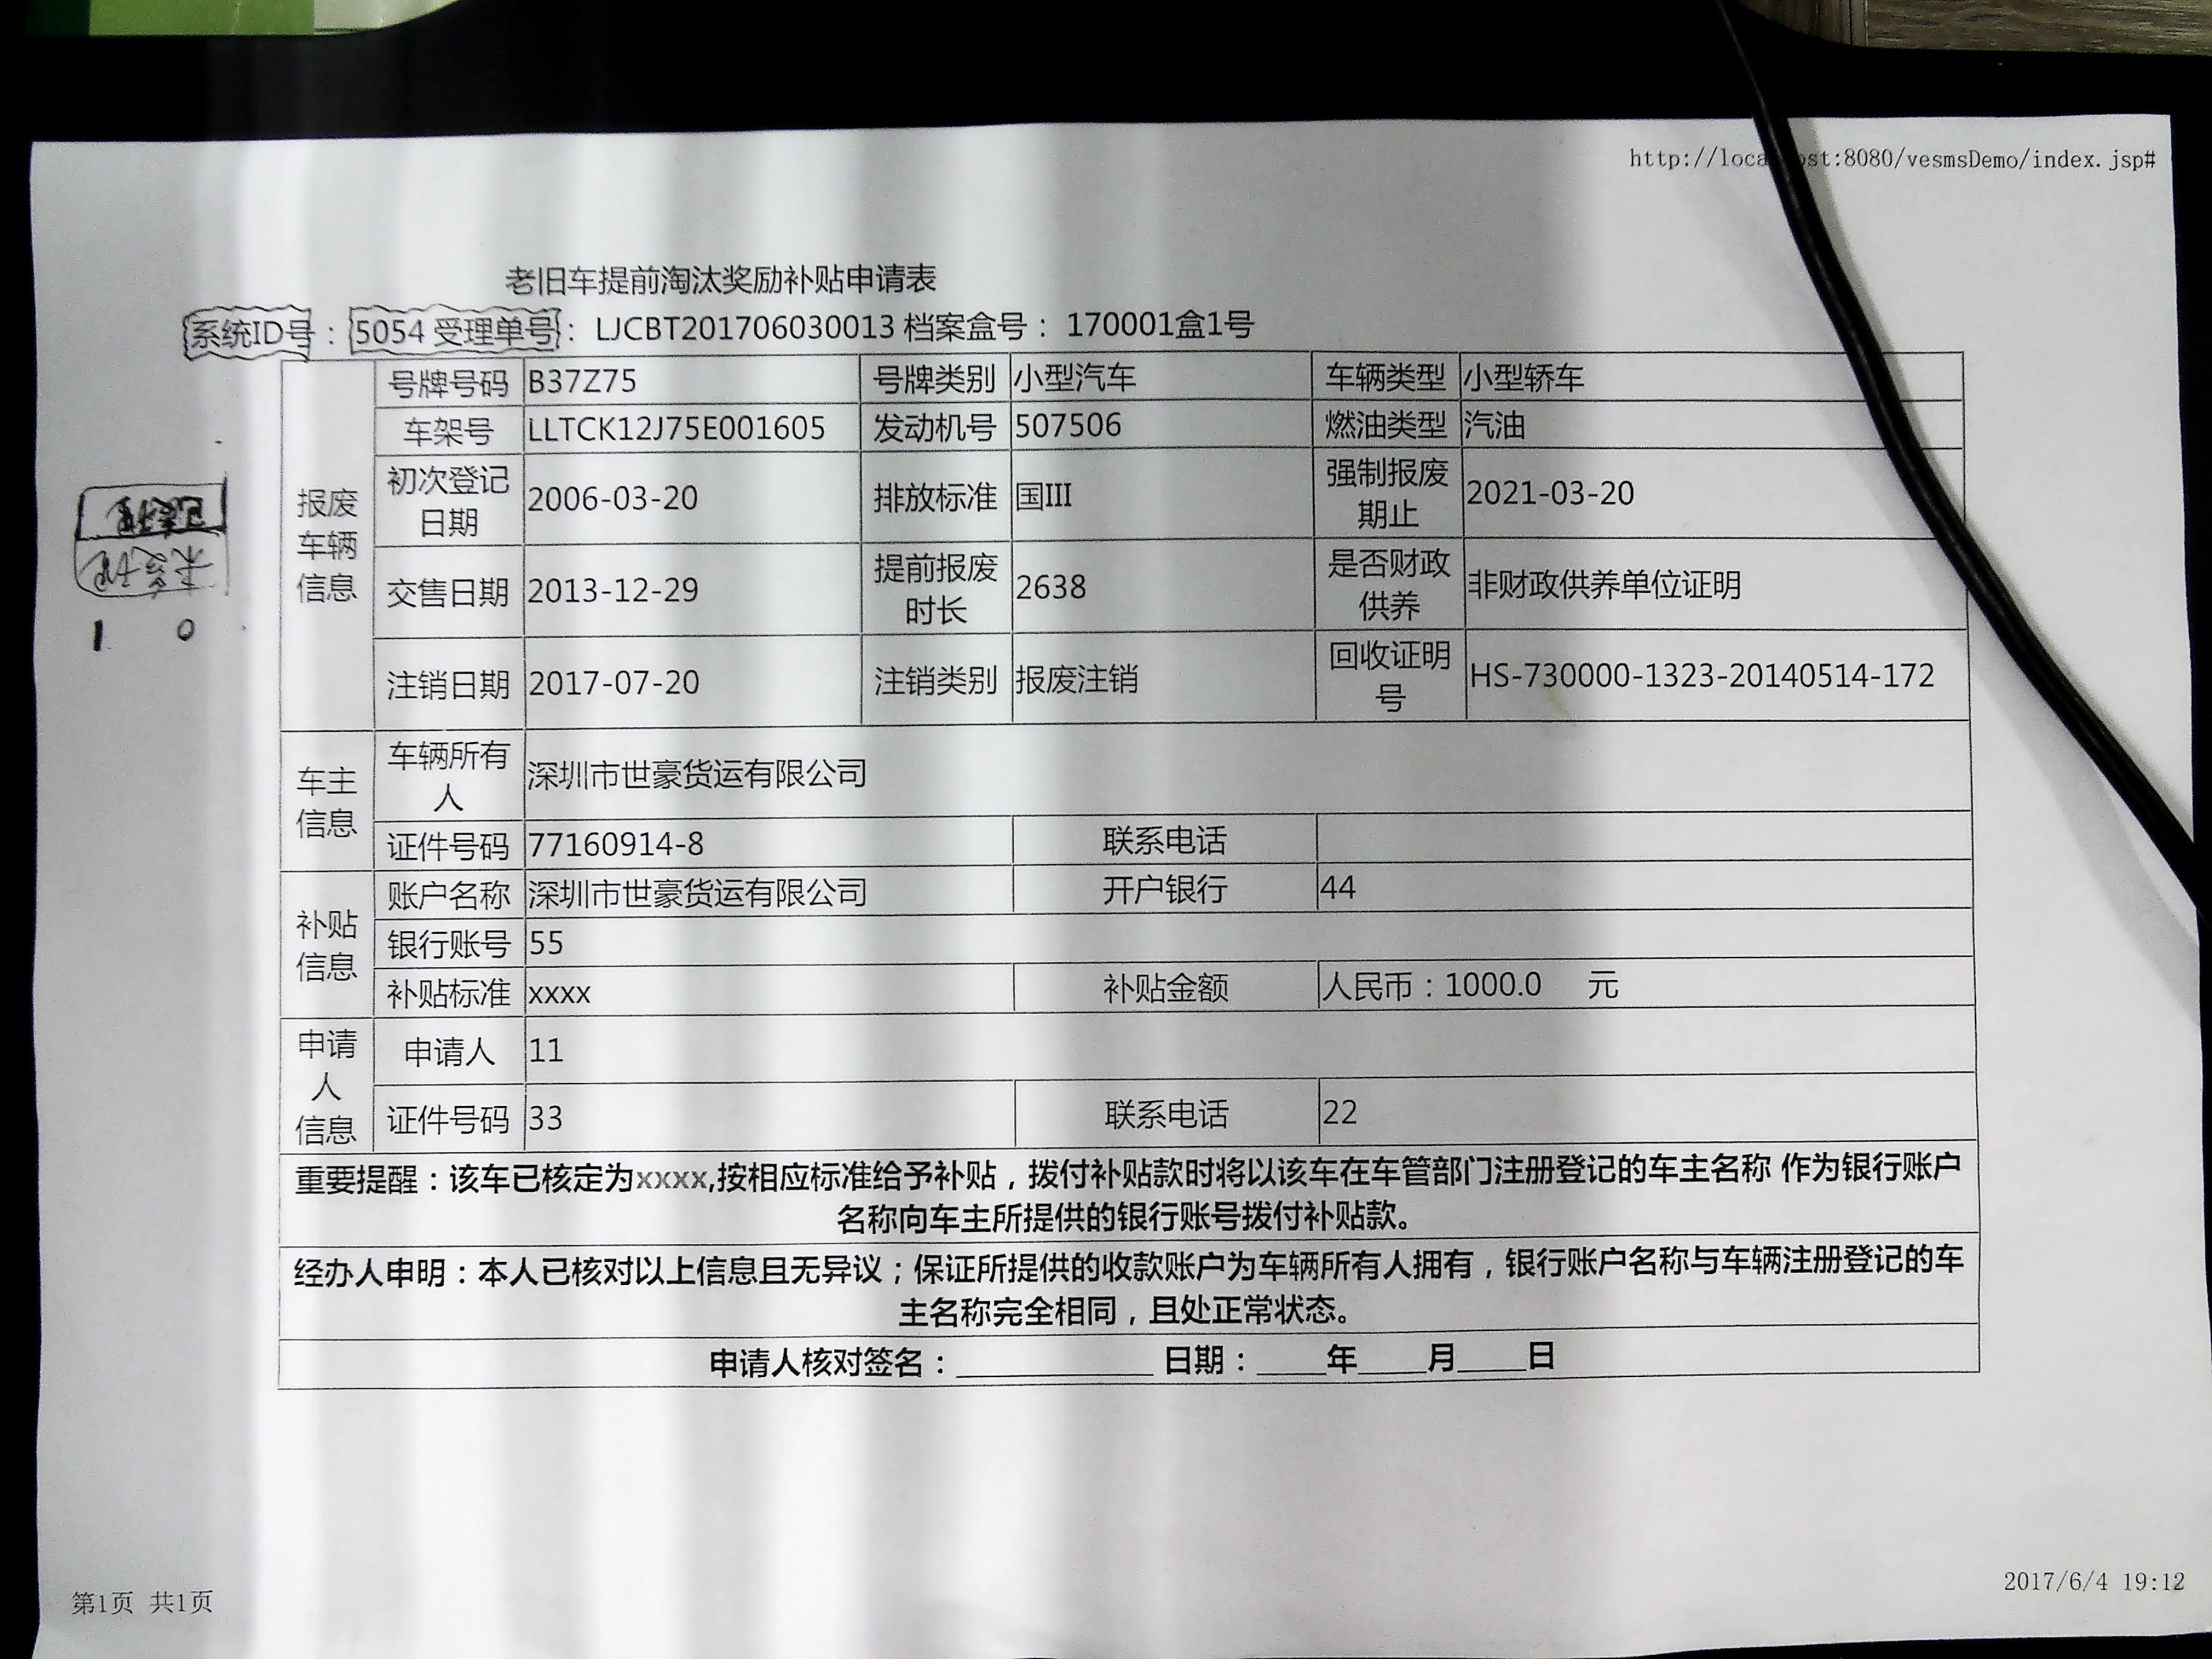 http://loca st:8080/vesmsDemo/index.jsp#
老旧车提前淘汰奖励补贴申请表
系统ID号： 5054 受理单号： LJCBT201706030013 档案盒号： 170001盒1号
报废车辆信息
号牌号码 B37Z75 号牌类别 小型汽车 车辆类型 小型轿车
车架号 LLTCK12J75E001605 发动机号 507506 燃油类型 汽油
初次登记日期 2006-03-20 排放标准 国III 强制报废期止 2021-03-20
交售日期 2013-12-29 提前报废时长 2638 是否财政供养 非财政供养单位证明
注销日期 2017-07-20 注销类别 报废注销 回收证明号 HS-730000-1323-20140514-172
车主信息
车辆所有人 深圳市世豪货运有限公司
证件号码 77160914-8 联系电话
补贴信息
账户名称 深圳市世豪货运有限公司 开户银行 44
银行账号 55
补贴标准 xxxx 补贴金额 人民币：1000.0 元
申请人信息
申请人 11
证件号码 33 联系电话 22
重要提醒：该车已核定为xxxx,按相应标准给予补贴，拨付补贴款时将以该车在车管部门注册登记的车主名称 作为银行账户
名称向车主所提供的银行账号拨付补贴款。
经办人申明：本人已核对以上信息且无异议；保证所提供的收款账户为车辆所有人拥有，银行账户名称与车辆注册登记的车
主名称完全相同，且处正常状态。
申请人核对签名：____________ 日期：____年____月____日
1 0
第1页 共1页
2017/6/4 19:12